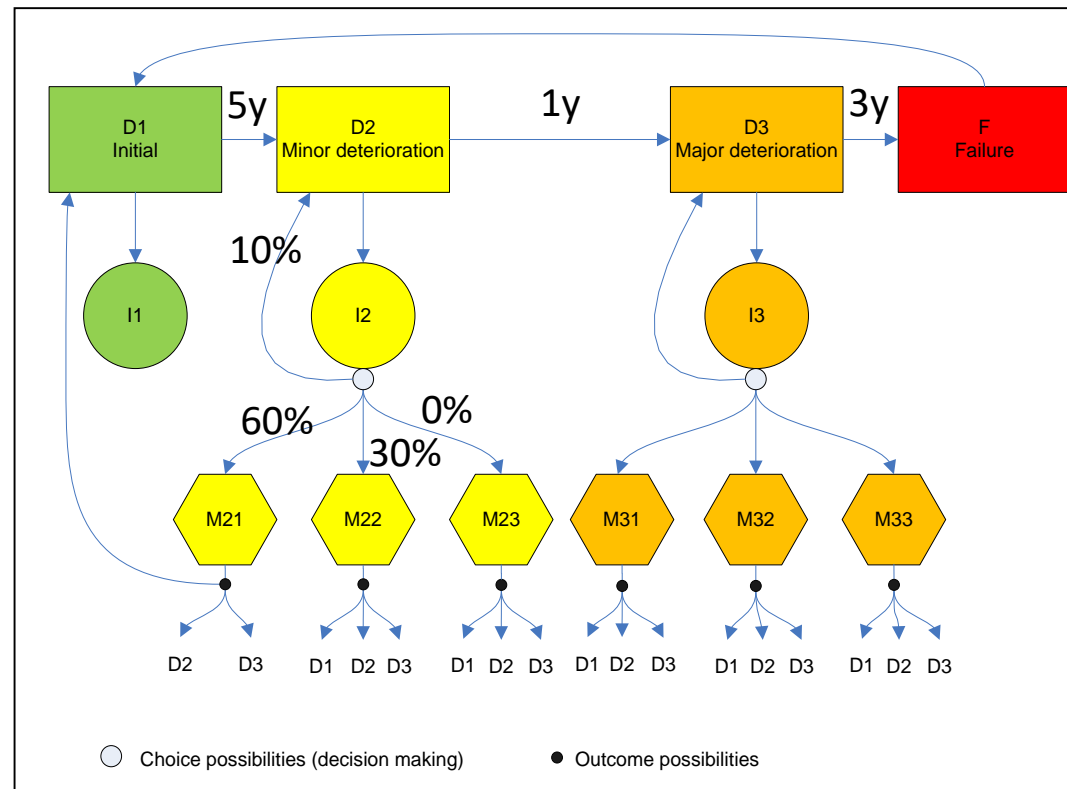 5y
1y
3y
D1
Initial
D2
Minor deterioration
D3
Major deterioration
F
Failure
10%
I1
I2
I3
60%
30%
0%
M21
M22
M23
M31
M32
M33
D2 D3
D1 D2 D3
D1 D2 D3
D1 D2 D3
D1 D2 D3
D1 D2 D3
Choice possibilities (decision making)
Outcome possibilities